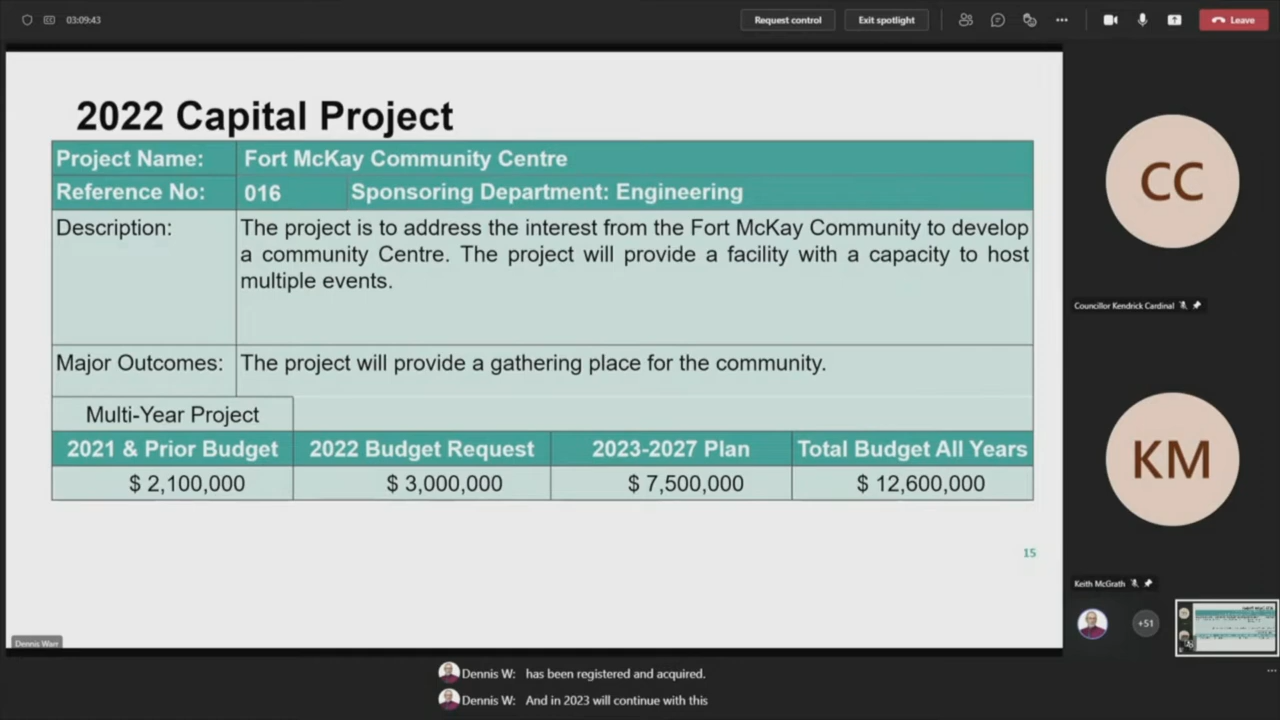 03:09:43
Request control
Exit spotlight
Leave
2022 Capital Project
Project Name: Fort McKay Community Centre
Reference No: 016 Sponsoring Department: Engineering
Description: The project is to address the interest from the Fort McKay Community to develop
a community Centre. The project will provide a facility with a capacity to host
multiple events.
Major Outcomes: The project will provide a gathering place for the community.
Multi-Year Project
2021 & Prior Budget 2022 Budget Request 2023-2027 Plan Total Budget All Years
$ 2,100,000 $ 3,000,000 $ 7,500,000 $ 12,600,000
15
CC
Councillor Kendrick Cardinal
KM
Keith McGrath
+51
Dennis Warr
Dennis W: has been registered and acquired.
Dennis W: And in 2023 will continue with this